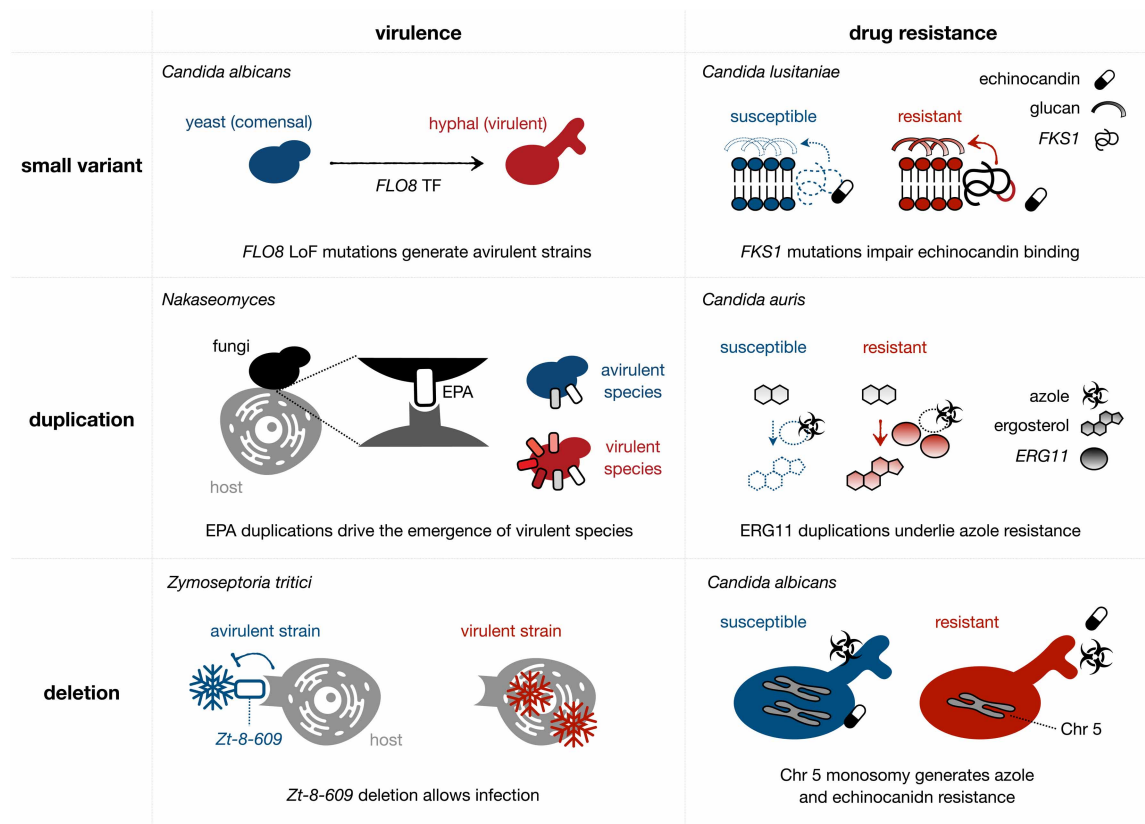 virulence
drug resistance
small variant
Candida albicans
yeast (comensal)
hyphal (virulent)
FLO8 TF
FLO8 LoF mutations generate avirulent strains
Candida lusitaniae
echinocandin
glucan
FKS1
susceptible
resistant
FKS1 mutations impair echinocandin binding
duplication
Nakaseomyces
fungi
EPA
host
avirulent
species
virulent
species
EPA duplications drive the emergence of virulent species
Candida auris
susceptible
resistant
azole
ergosterol
ERG11
ERG11 duplications underlie azole resistance
deletion
Zymoseptoria tritici
avirulent strain
virulent strain
Zt-8-609
host
Zt-8-609 deletion allows infection
Candida albicans
susceptible
resistant
Chr 5
Chr 5 monosomy generates azole
and echinocanidn resistance